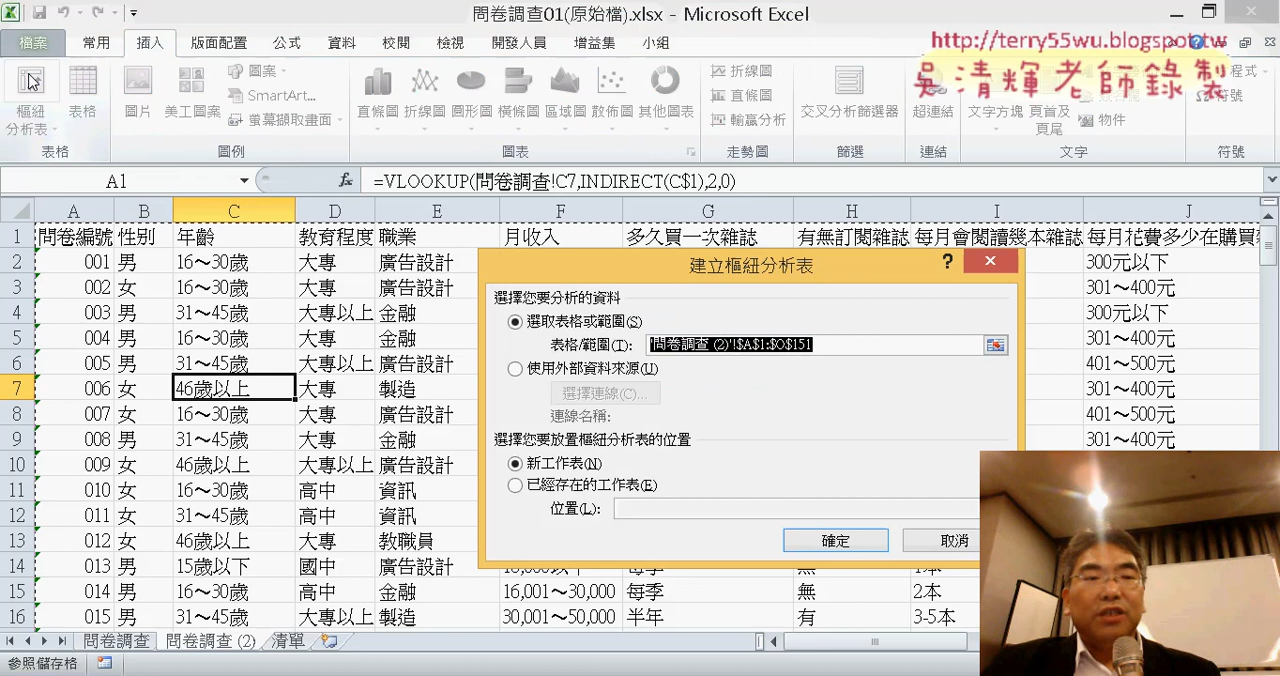 問卷調查01(原始檔).xlsx - Microsoft Excel
檔案 常用 插入 版面配置 公式 資料 校閱 檢視 開發人員 增益集 小組
http://terry55wu.blogspot.tw
吳清輝老師錄製
樞紐分析表 表格 圖片 美工圖案 圖案 SmartArt... 螢幕擷取畫面 直條圖 折線圖 圓形圖 橫條圖 區域圖 散佈圖 其他圖表 折線圖 直條圖 輸贏分析 交叉分析篩選器 超連結 文字方塊 頁首及頁尾 物件 程式 符號
表格 圖例 圖表 走勢圖 篩選 連結 文字 符號
A1 fx =VLOOKUP(問卷調查!C7,INDIRECT(C$1),2,0)
A B C D E F G H I J
1 問卷編號 性別 年齡 教育程度 職業 月收入 多久買一次雜誌 有無訂閱雜誌 每月會閱讀幾本雜誌 每月花費多少在購買
2 001 男 16～30歲 大專 廣告設計 300元以下
3 002 女 16～30歲 大專 廣告設計 301～400元
4 003 男 31～45歲 大專以上 金融 300元以下
5 004 男 16～30歲 大專 金融 301～400元
6 005 男 31～45歲 大專 金融 401～500元
7 006 女 46歲以上 大專 製造 301～400元
8 007 女 16～30歲 大專 廣告設計 401～500元
9 008 男 31～45歲 大專 金融 301～400元
10 009 女 46歲以上 大專以上 廣告設計
11 010 女 16～30歲 高中 資訊
12 011 女 31～45歲 高中 資訊
13 012 女 46歲以上 大專 教職員
14 013 男 15歲以下 國中 廣告設計
15 014 男 16～30歲 高中 金融 16,001～30,000 每季 無 2本
16 015 男 31～45歲 大專以上 製造 30,001～50,000 半年 有 3-5本
建立樞紐分析表
選擇您要分析的資料
選取表格或範圍(S)
表格/範圍(T): '問卷調查 (2)'!$A$1:$O$151
使用外部資料來源(U)
選擇連線(C)...
連線名稱:
選擇您要放置樞紐分析表的位置
新工作表(N)
已經存在的工作表(E)
位置(L):
確定 取消
問卷調查 問卷調查 (2) 清單
參照儲存格